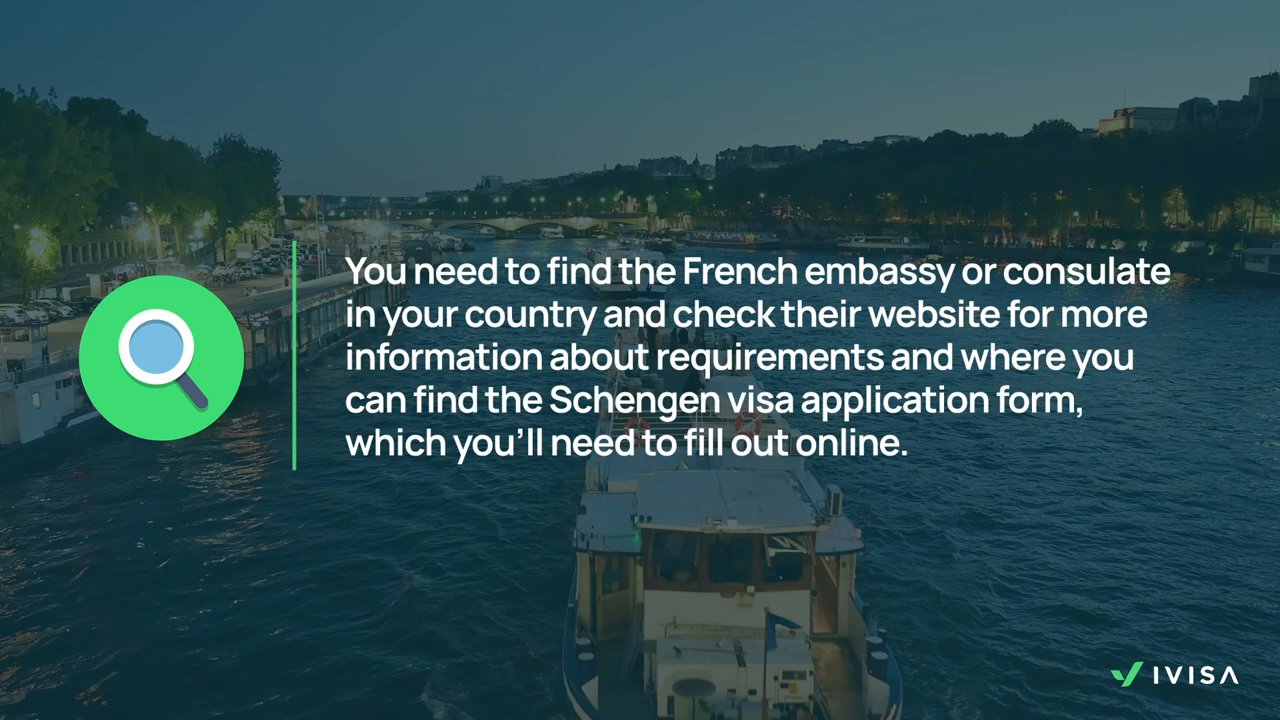 You need to find the French embassy or consulate
in your country and check their website for more
information about requirements and where you
can find the Schengen visa application form,
which you’ll need to fill out online.
IVISA